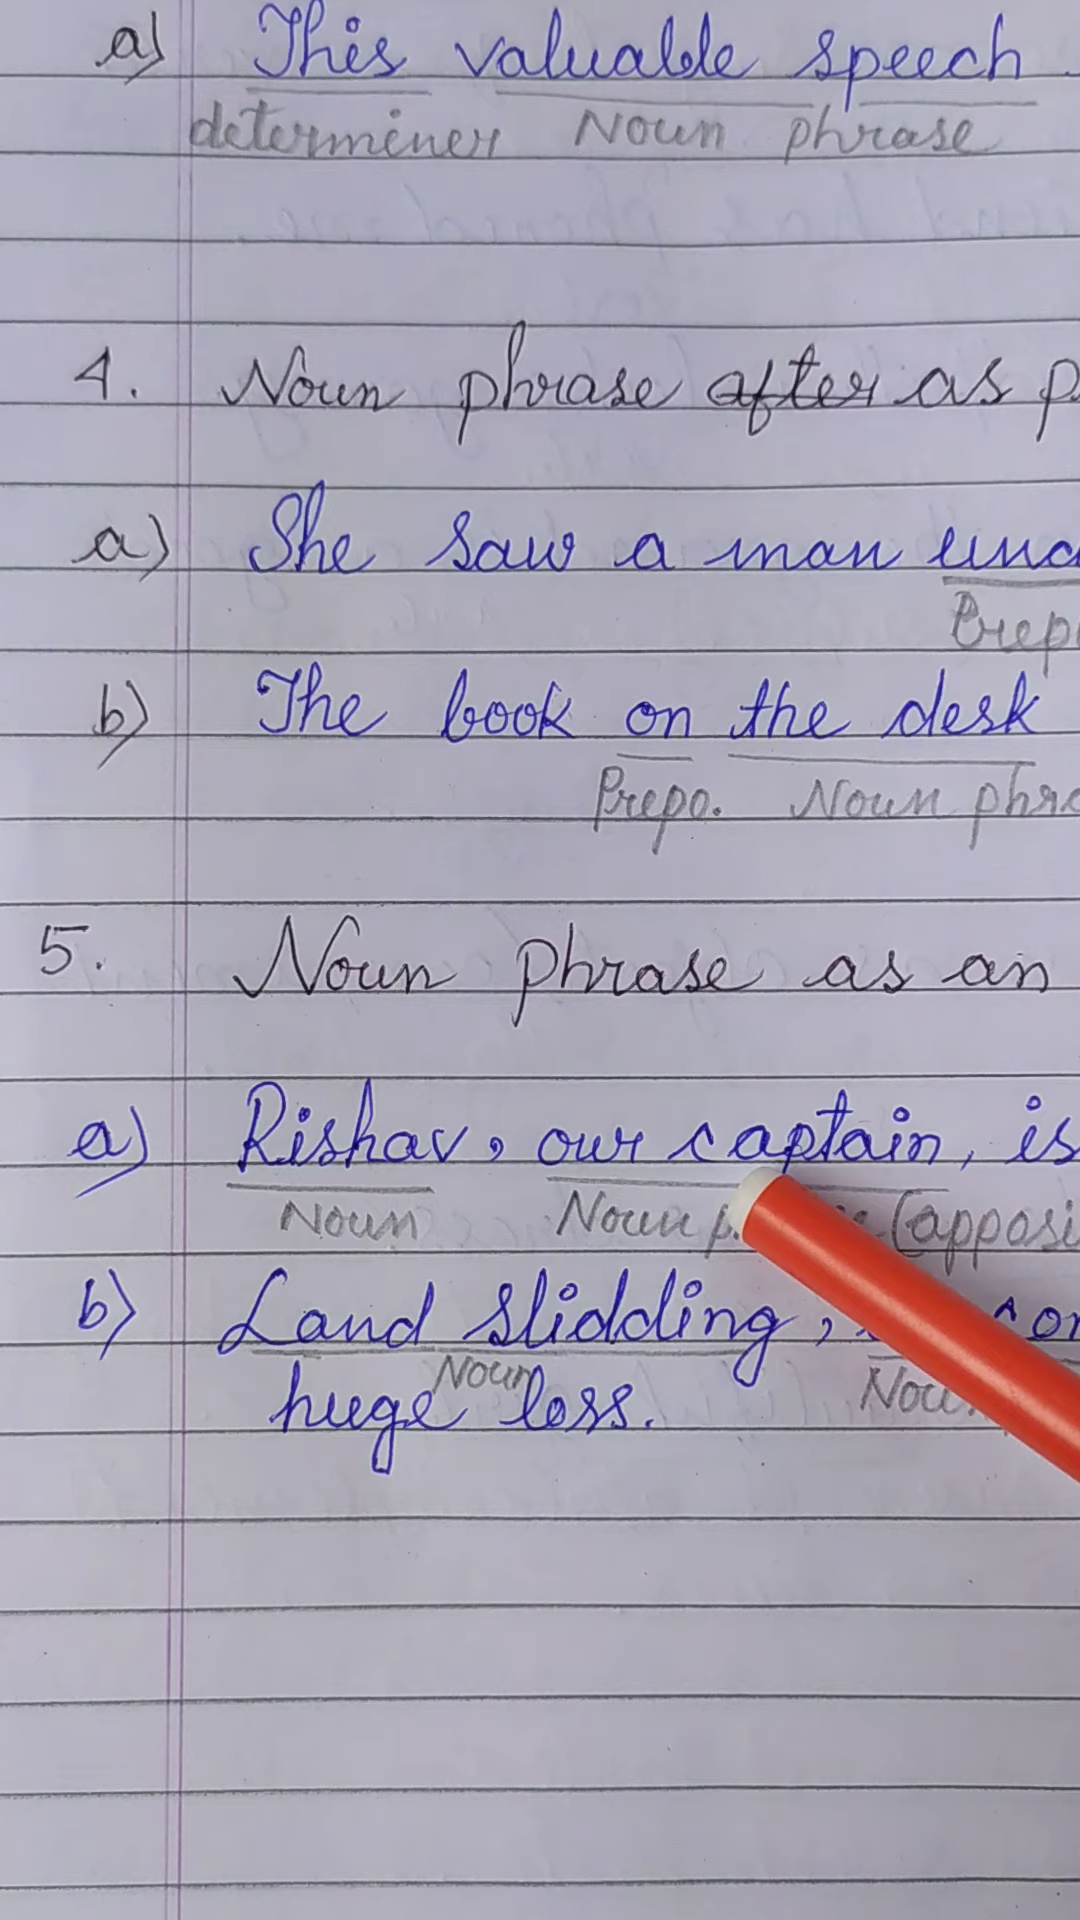 a) This valuable speech
determiner Noun phrase
4. Noun phrase after as
a) She saw a man
b) The book on the desk
Prepo. Noun
5. Noun phrase as an
a) Rishav, our captain, is
Noun Noun
b) Land slidding,
Noun
huge loss.